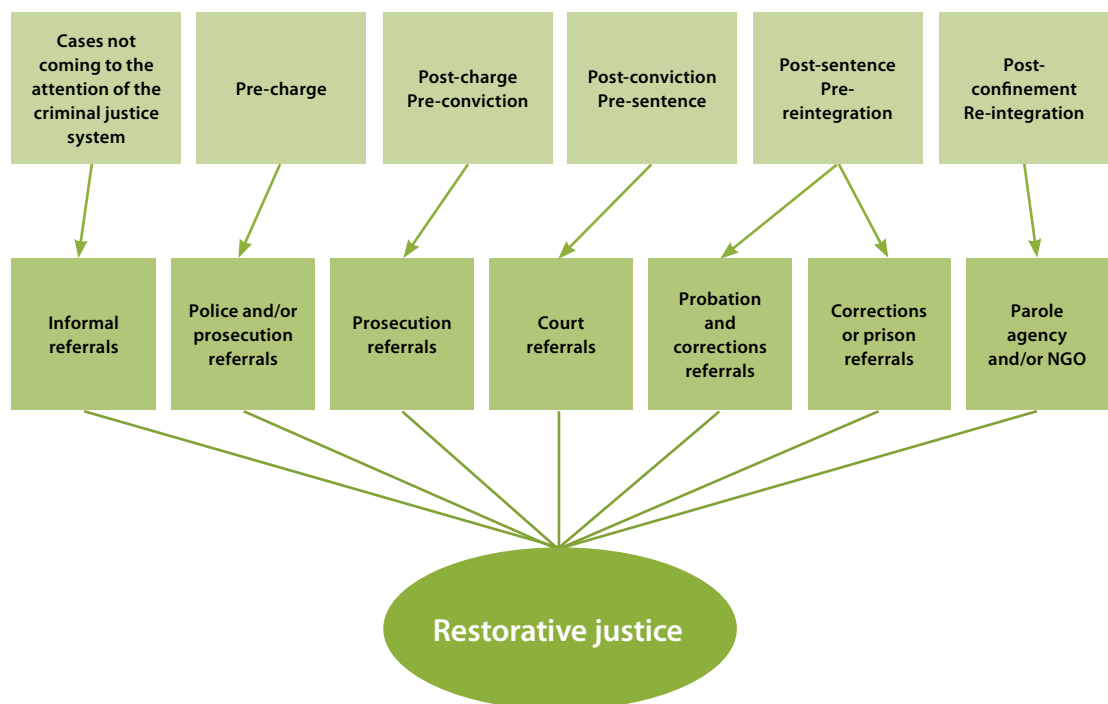 Cases not
coming to the
attention of the
criminal justice
system
Pre-charge
Post-charge
Pre-conviction
Post-conviction
Pre-sentence
Post-sentence
Pre-
reintegration
Post-
confinement
Re-integration
Informal
referrals
Police and/or
prosecution
referrals
Prosecution
referrals
Court
referrals
Probation
and
corrections
referrals
Corrections
or prison
referrals
Parole
agency
and/or NGO
Restorative justice